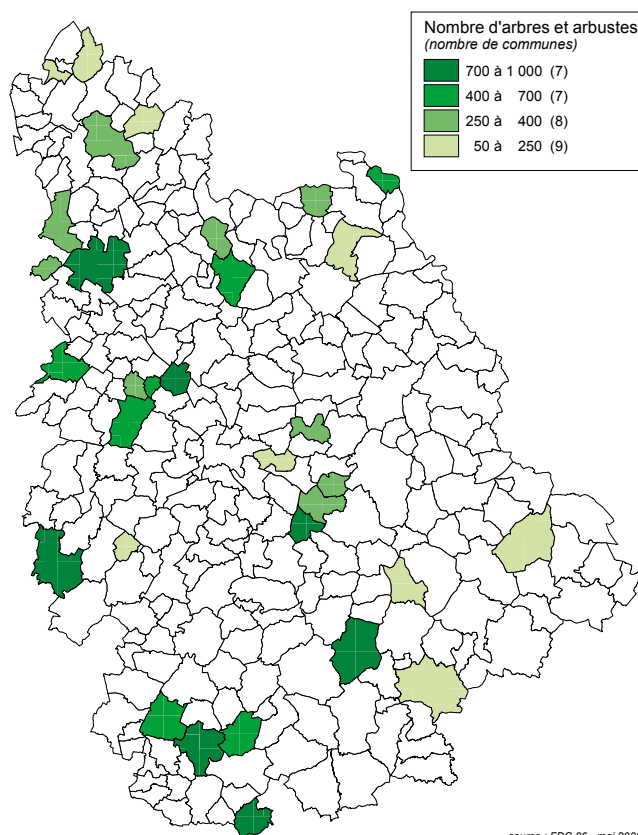 Nombre d'arbres et arbustes
(nombre de communes)
700 à 1 000 (7)
400 à 700 (7)
250 à 400 (8)
50 à 250 (9)